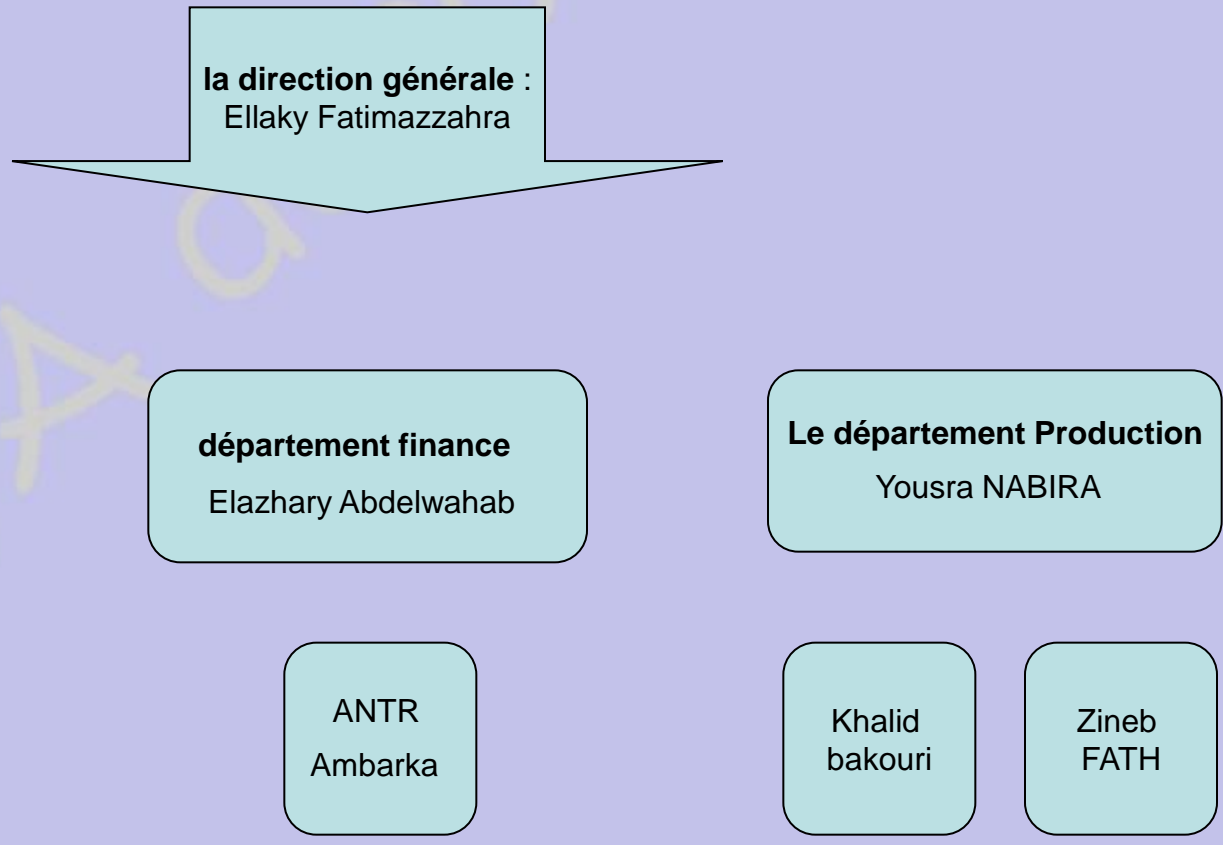 la direction générale :
Ellaky Fatimazzahra
département finance
Elazhary Abdelwahab
Le département Production
Yousra NABIRA
ANTR
Ambarka
Khalid
bakouri
Zineb
FATH